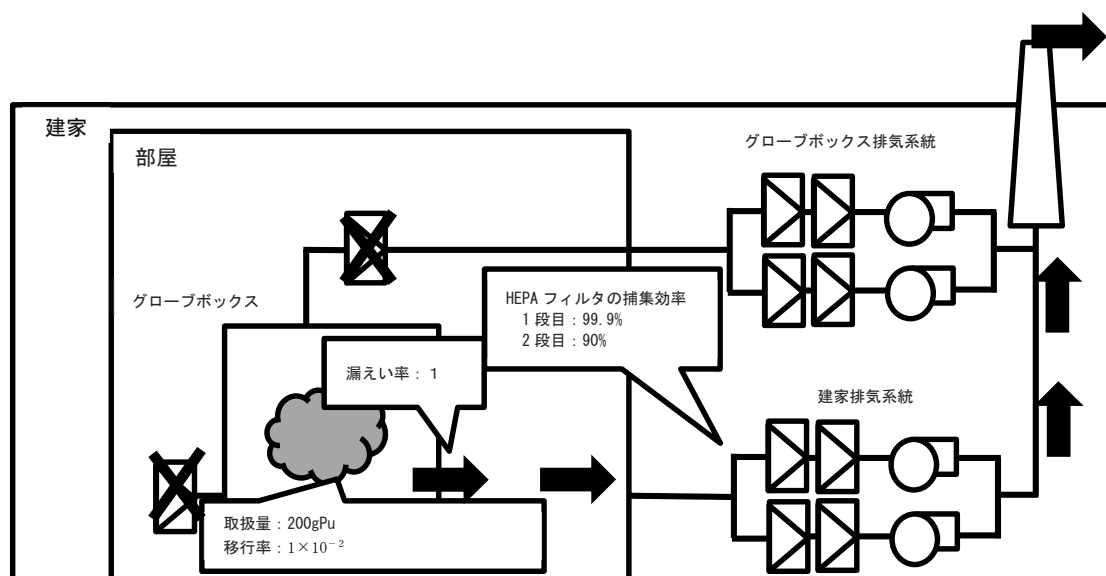 建家
部屋
グローブボックス排気系統
グローブボックス
HEPA フィルタの捕集効率
1 段目：99.9%
2 段目：90%
漏えい率：1
建家排気系統
取扱量：200gPu
移行率：1×10⁻²